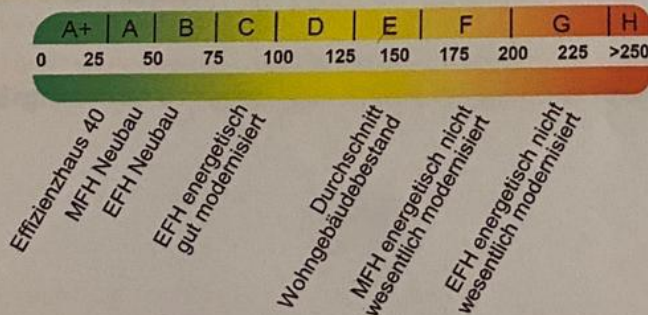 A+ A B C D E F G H
0 25 50 75 100 125 150 175 200 225 >250
Effizienzhaus 40
MFH Neubau
EFH Neubau
EFH energetisch
gut modernisiert
Durchschnitt
Wohngebäudebestand
MFH energetisch nicht
wesentlich modernisiert
EFH energetisch nicht
wesentlich modernisiert